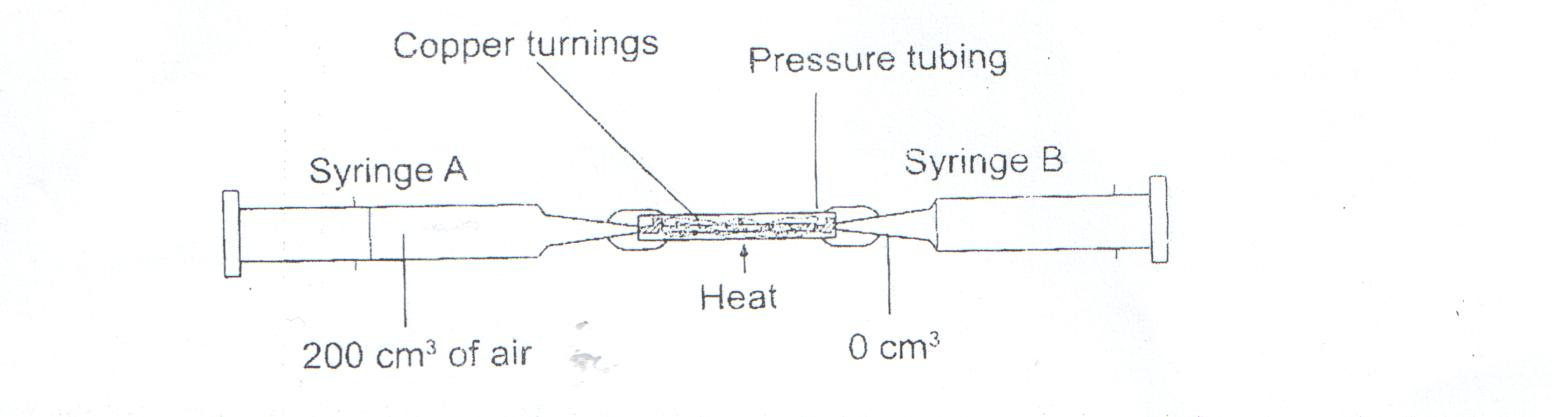 Copper turnings
Pressure tubing
Syringe A
Syringe B
Heat
200 cm³ of air
0 cm³